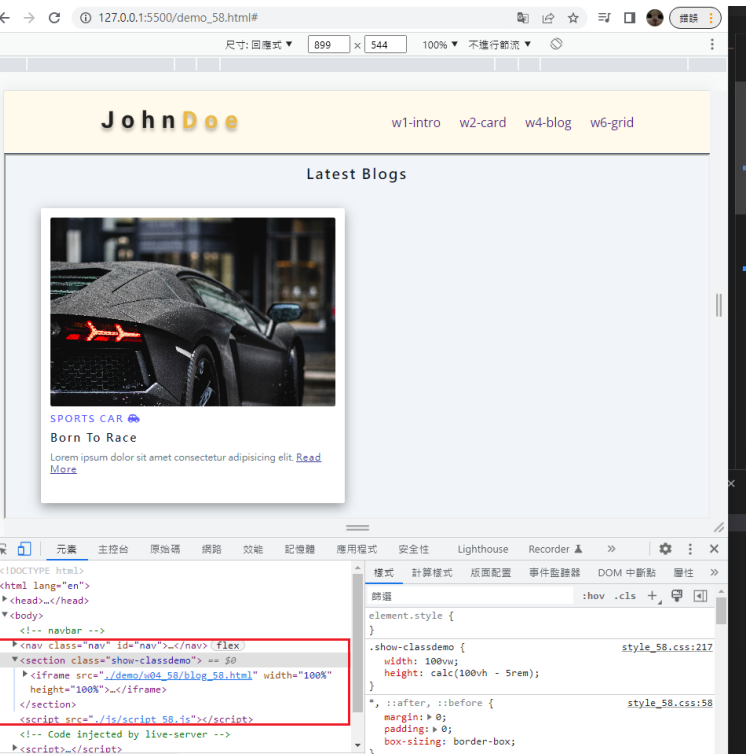 127.0.0.1:5500/demo_58.html#
錯誤
尺寸: 回應式 ▼ 899 × 544 100% ▼ 不進行節流 ▼
JohnDoe
w1-intro w2-card w4-blog w6-grid
Latest Blogs
SPORTS CAR
Born To Race
Lorem ipsum dolor sit amet consectetur adipisicing elit. Read
More
元素 主控台 原始碼 網路 效能 記憶體 應用程式 安全性 Lighthouse Recorder »
樣式 計算樣式 版面配置 事件監聽器 DOM 中斷點 屬性 »
<!DOCTYPE html>
<html lang="en">
▶<head>…</head>
▼<body>
<!-- navbar -->
▶<nav class="nav" id="nav">…</nav> flex
▼<section class="show-classdemo"> == $0
▶<iframe src="./demo/w04_58/blog_58.html" width="100%"
height="100%">…</iframe>
</section>
<script src="./js/script_58.js"></script>
<!-- Code injected by live-server -->
▶<script>…</script>
篩選 :hov .cls +
element.style {
}
.show-classdemo { style_58.css:217
width: 100vw;
height: calc(100vh - 5rem);
}
*, ::after, ::before { style_58.css:58
margin: ▶ 0;
padding: ▶ 0;
box-sizing: border-box;
}